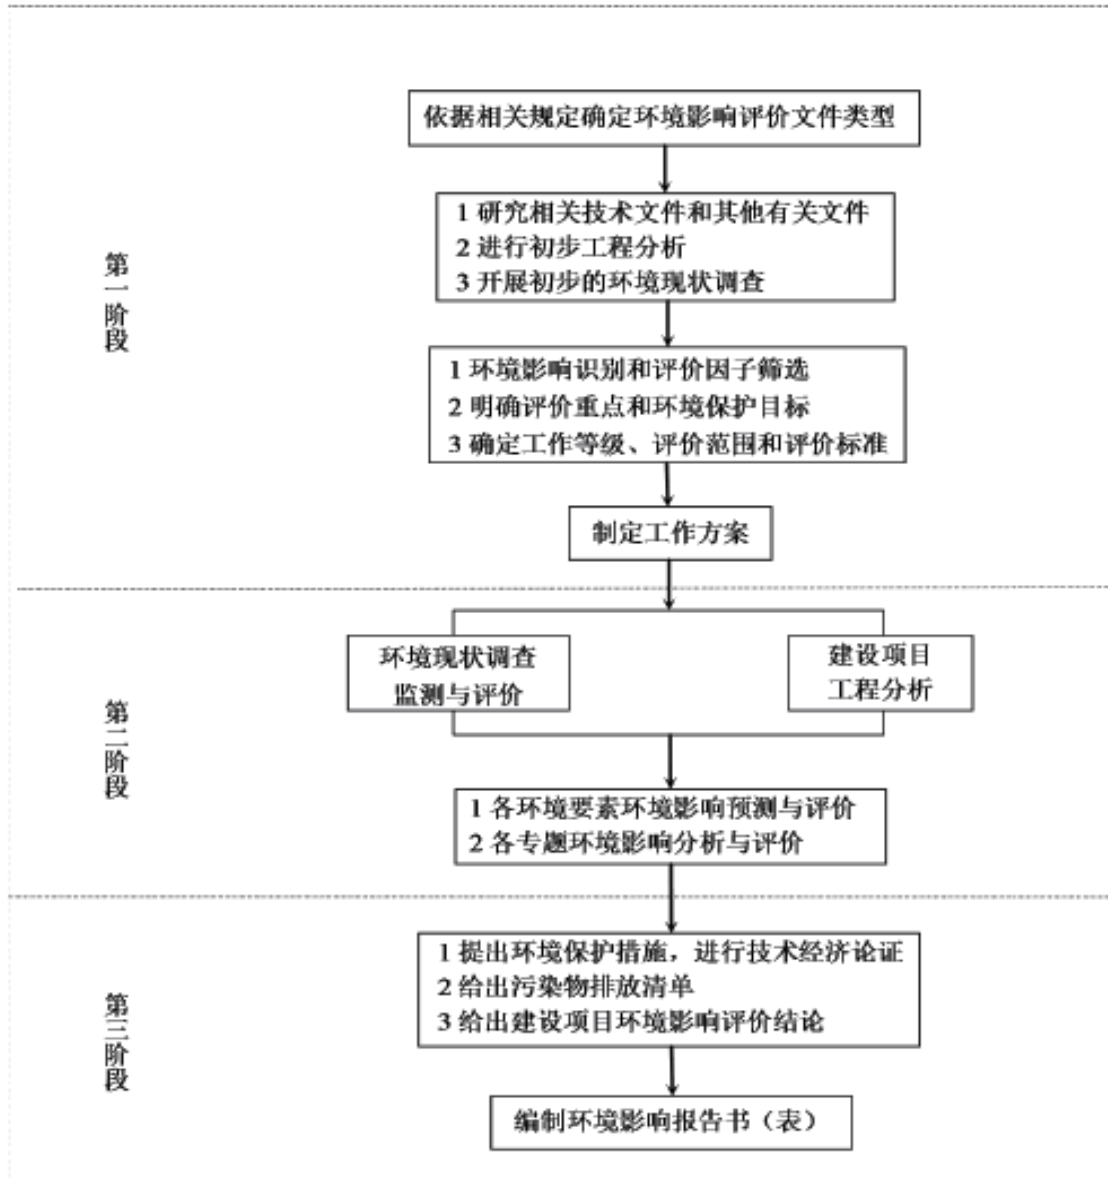 依据相关规定确定环境影响评价文件类型
1 研究相关技术文件和其他有关文件
2 进行初步工程分析
3 开展初步的环境现状调查
第一阶段
1 环境影响识别和评价因子筛选
2 明确评价重点和环境保护目标
3 确定工作等级、评价范围和评价标准
制定工作方案
环境现状调查
监测与评价
建设项目
工程分析
第二阶段
1 各环境要素环境影响预测与评价
2 各专题环境影响分析与评价
1 提出环境保护措施，进行技术经济论证
2 给出污染物排放清单
3 给出建设项目环境影响评价结论
第三阶段
编制环境影响报告书（表）